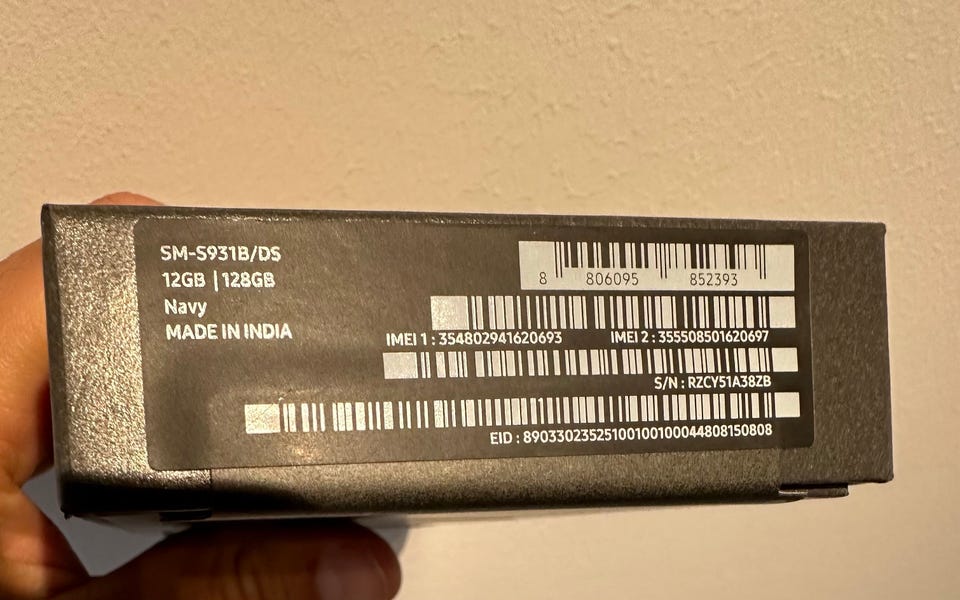 SM-S931B/DS
12GB | 128GB
Navy
MADE IN INDIA
8 806095 852393
IMEI 1 : 354802941620693 IMEI 2 : 355508501620697
S/N : RZCY51A38ZB
EID : 89033023525100100100044808150808